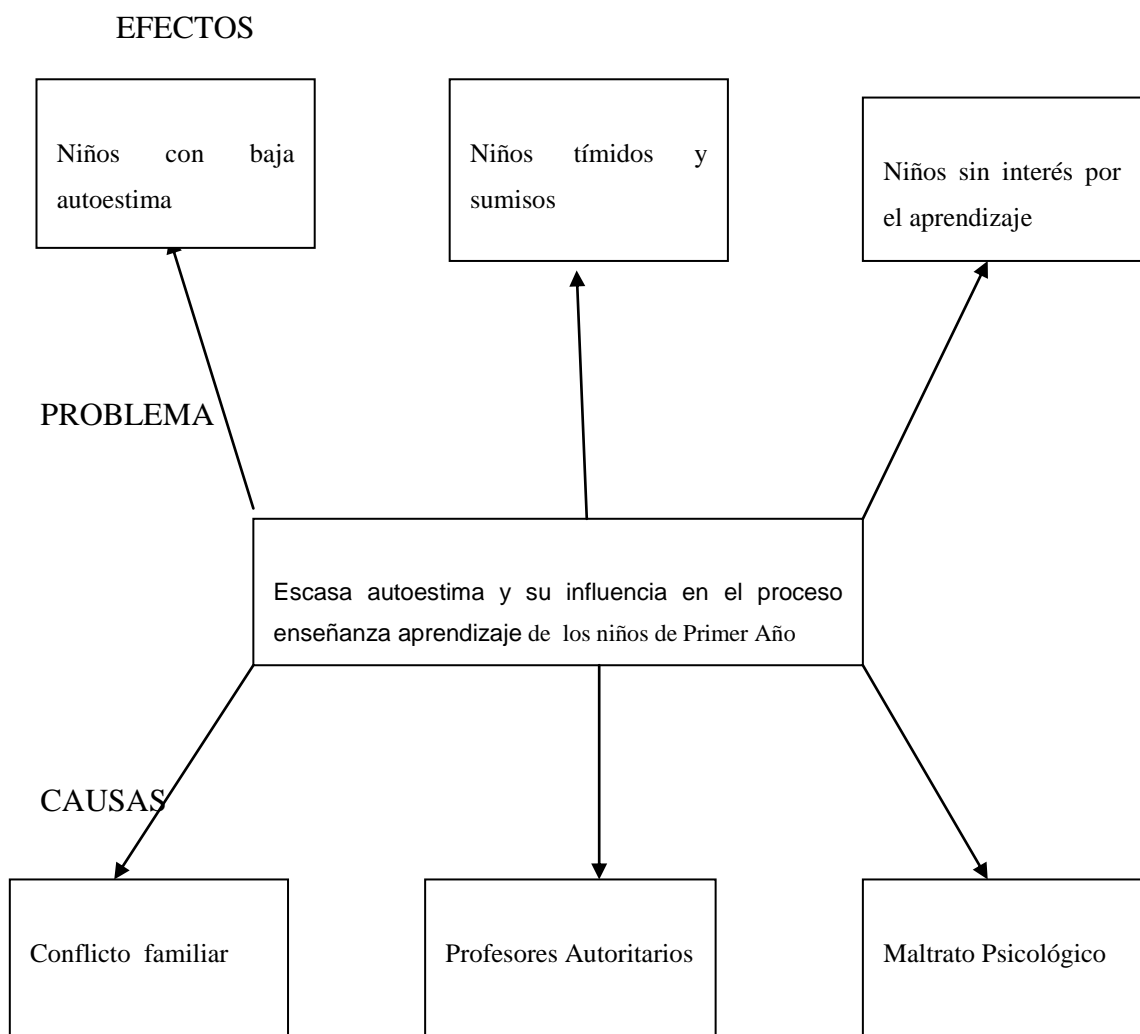 EFECTOS
Niños con baja
autoestima
Niños tímidos y
sumisos
Niños sin interés por
el aprendizaje
PROBLEMA
Escasa autoestima y su influencia en el proceso
enseñanza aprendizaje de los niños de Primer Año
CAUSAS
Conflicto familiar
Profesores Autoritarios
Maltrato Psicológico